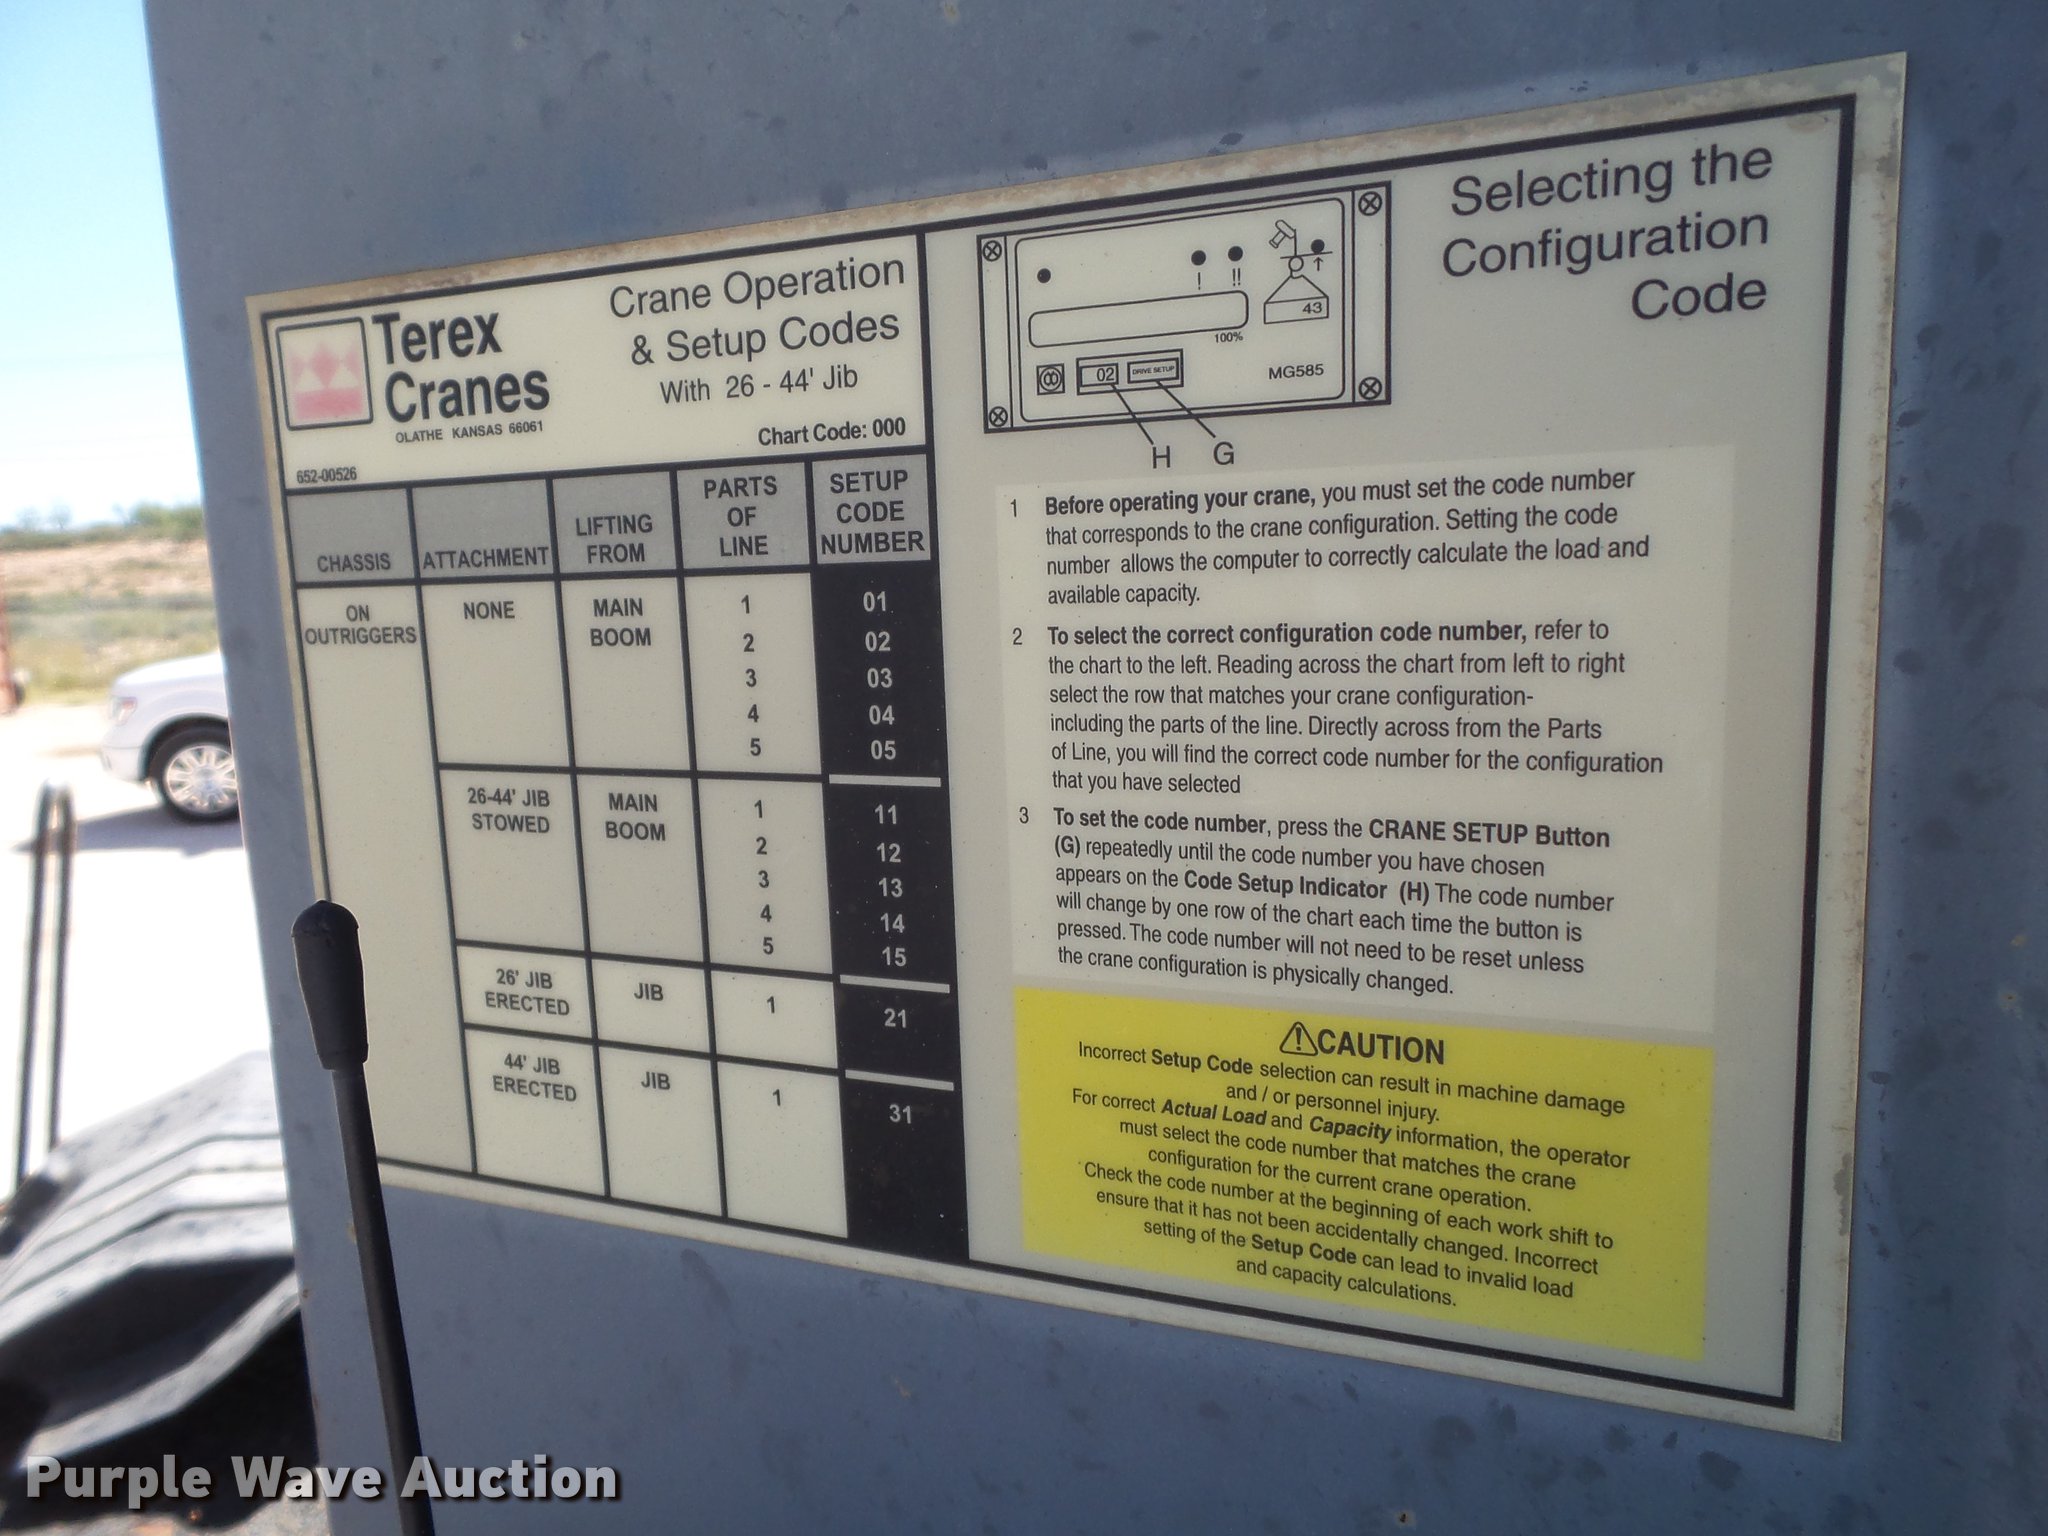 Terex
Cranes
OLATHE KANSAS 66061
652-00526
Crane Operation
& Setup Codes
With 26 - 44' Jib
Chart Code: 000
CHASSIS ATTACHMENT LIFTING FROM PARTS OF LINE SETUP CODE NUMBER
ON OUTRIGGERS NONE MAIN BOOM 1 01
2 02
3 03
4 04
5 05
26-44' JIB STOWED MAIN BOOM 1 11
2 12
3 13
4 14
5 15
26' JIB ERECTED JIB 1 21
44' JIB ERECTED JIB 1 31
Selecting the
Configuration
Code
! !!
43
100%
02 DRIVE SETUP MG585
H G
1 Before operating your crane, you must set the code number
that corresponds to the crane configuration. Setting the code
number allows the computer to correctly calculate the load and
available capacity.
2 To select the correct configuration code number, refer to
the chart to the left. Reading across the chart from left to right
select the row that matches your crane configuration-
including the parts of the line. Directly across from the Parts
of Line, you will find the correct code number for the configuration
that you have selected
3 To set the code number, press the CRANE SETUP Button
(G) repeatedly until the code number you have chosen
appears on the Code Setup Indicator (H) The code number
will change by one row of the chart each time the button is
pressed. The code number will not need to be reset unless
the crane configuration is physically changed.
! CAUTION
Incorrect Setup Code selection can result in machine damage
and / or personnel injury.
For correct Actual Load and Capacity information, the operator
must select the code number that matches the crane
configuration for the current crane operation.
Check the code number at the beginning of each work shift to
ensure that it has not been accidentally changed. Incorrect
setting of the Setup Code can lead to invalid load
and capacity calculations.
Purple Wave Auction